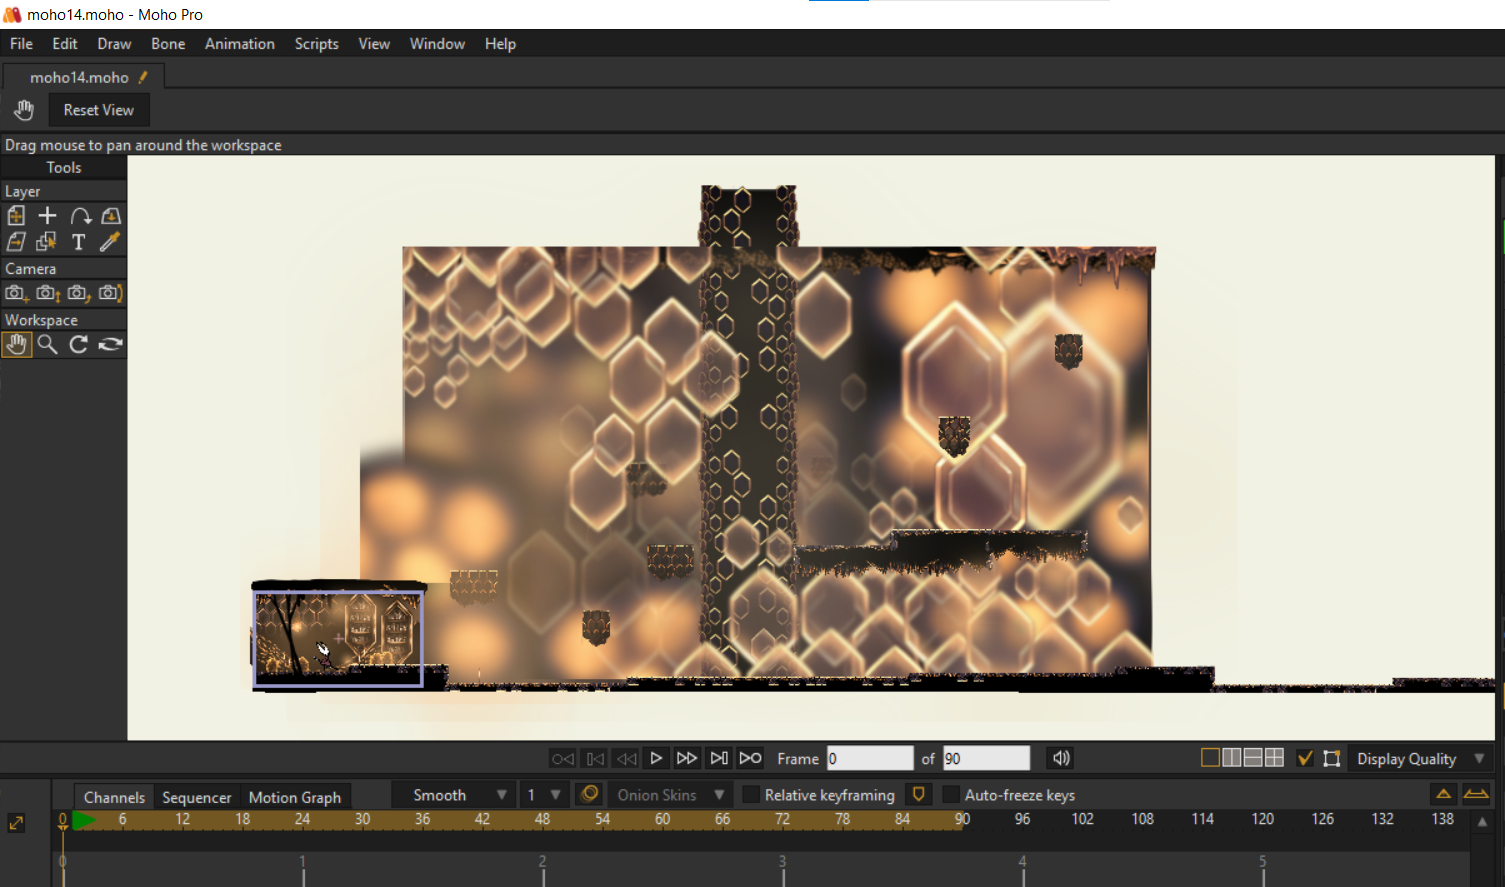 moho14.moho - Moho Pro
File Edit Draw Bone Animation Scripts View Window Help
moho14.moho
Reset View
Drag mouse to pan around the workspace
Tools
Layer
T
Camera
Workspace
Frame 0 of 90 Display Quality
Channels Sequencer Motion Graph Smooth 1 Onion Skins Relative keyframing Auto-freeze keys
0 6 12 18 24 30 36 42 48 54 60 66 72 78 84 90 96 102 108 114 120 126 132 138
0 1 2 3 4 5